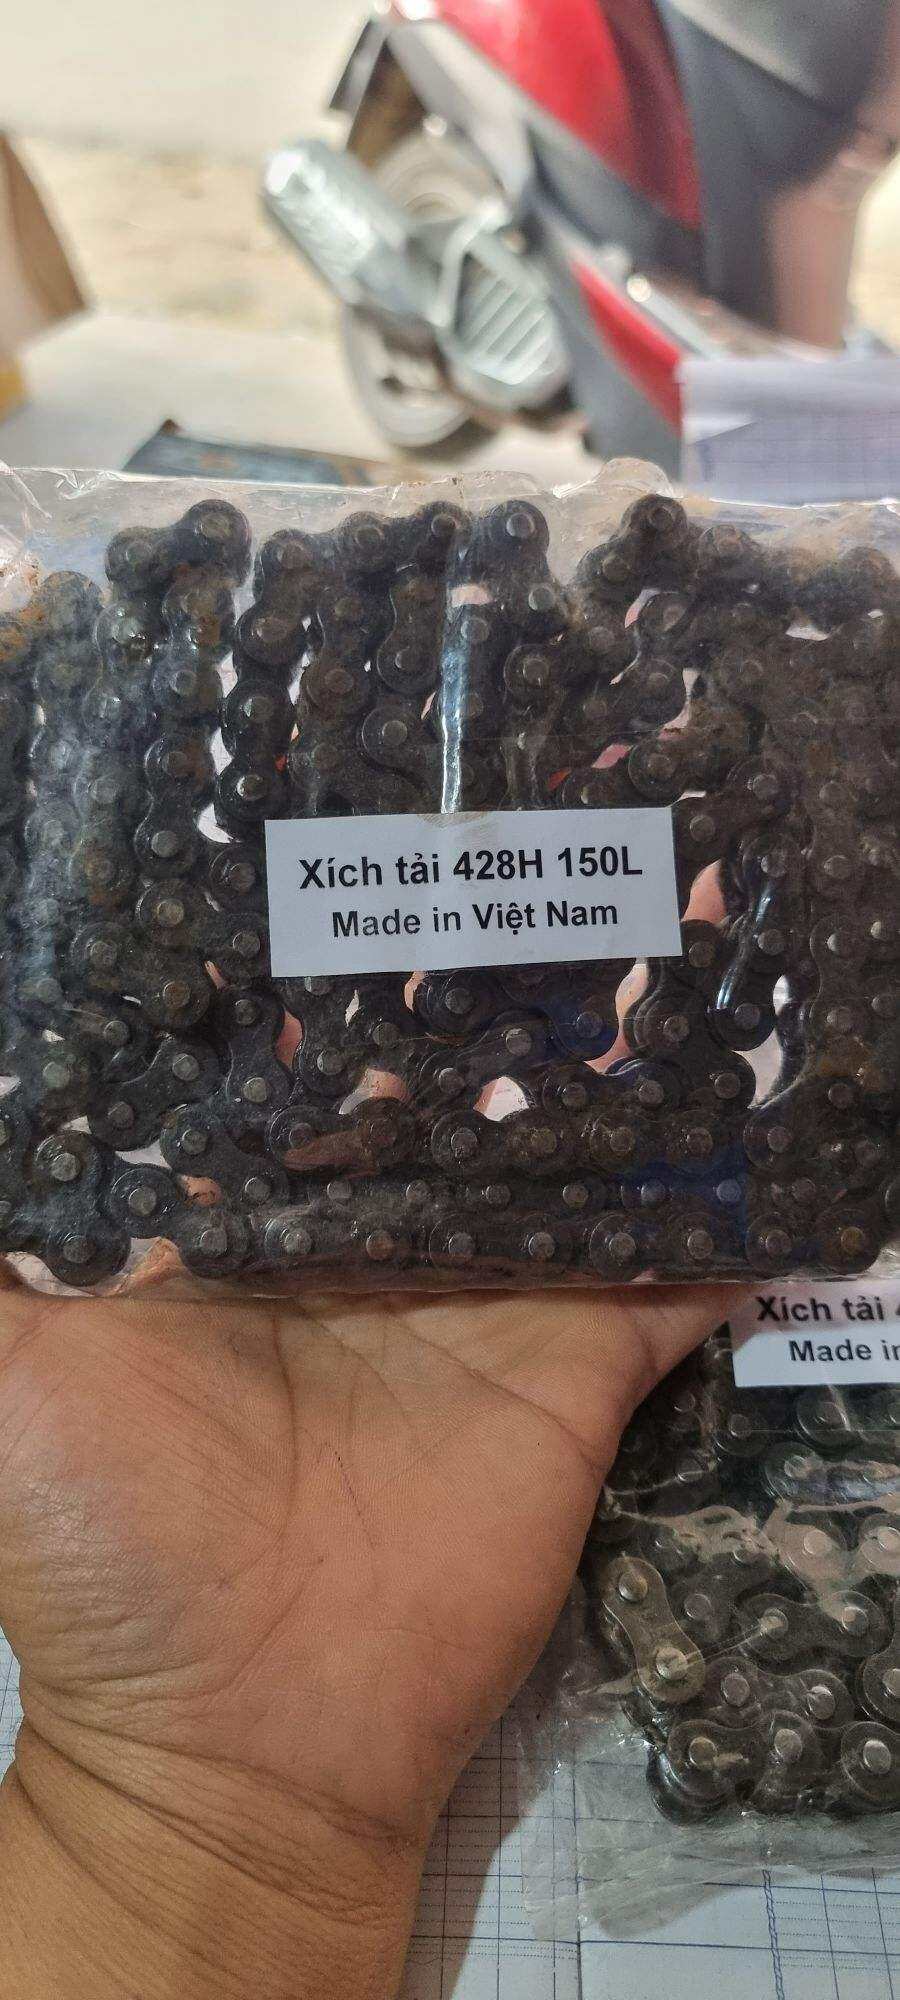 Xích tải 428H 150L
Made in Việt Nam
Xích tải
Made in